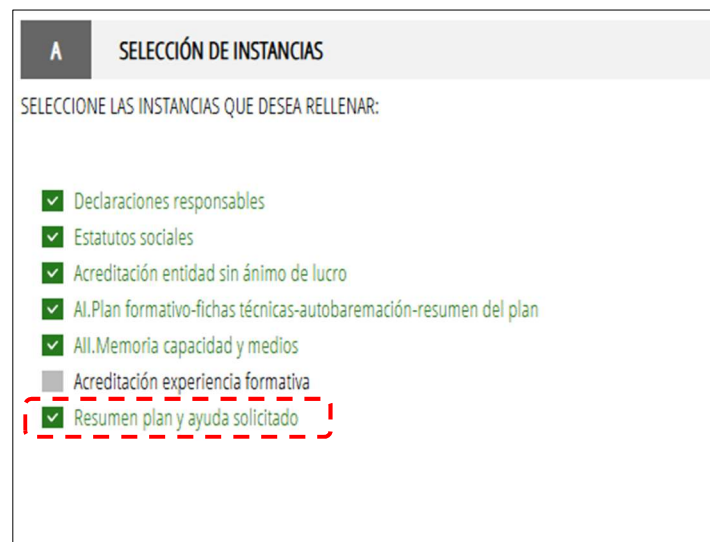 A SELECCIÓN DE INSTANCIAS
SELECCIONE LAS INSTANCIAS QUE DESEA RELLENAR:
Declaraciones responsables
Estatutos sociales
Acreditación entidad sin ánimo de lucro
AI.Plan formativo-fichas técnicas-autobaremación-resumen del plan
AII.Memoria capacidad y medios
Acreditación experiencia formativa
Resumen plan y ayuda solicitado